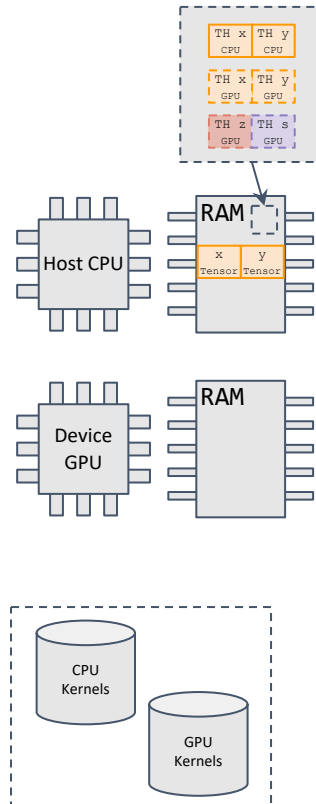 TH x TH y
CPU CPU
TH x TH y
GPU GPU
TH z TH s
GPU GPU
RAM
Host CPU
x y
Tensor Tensor
RAM
Device
GPU
CPU
Kernels
GPU
Kernels